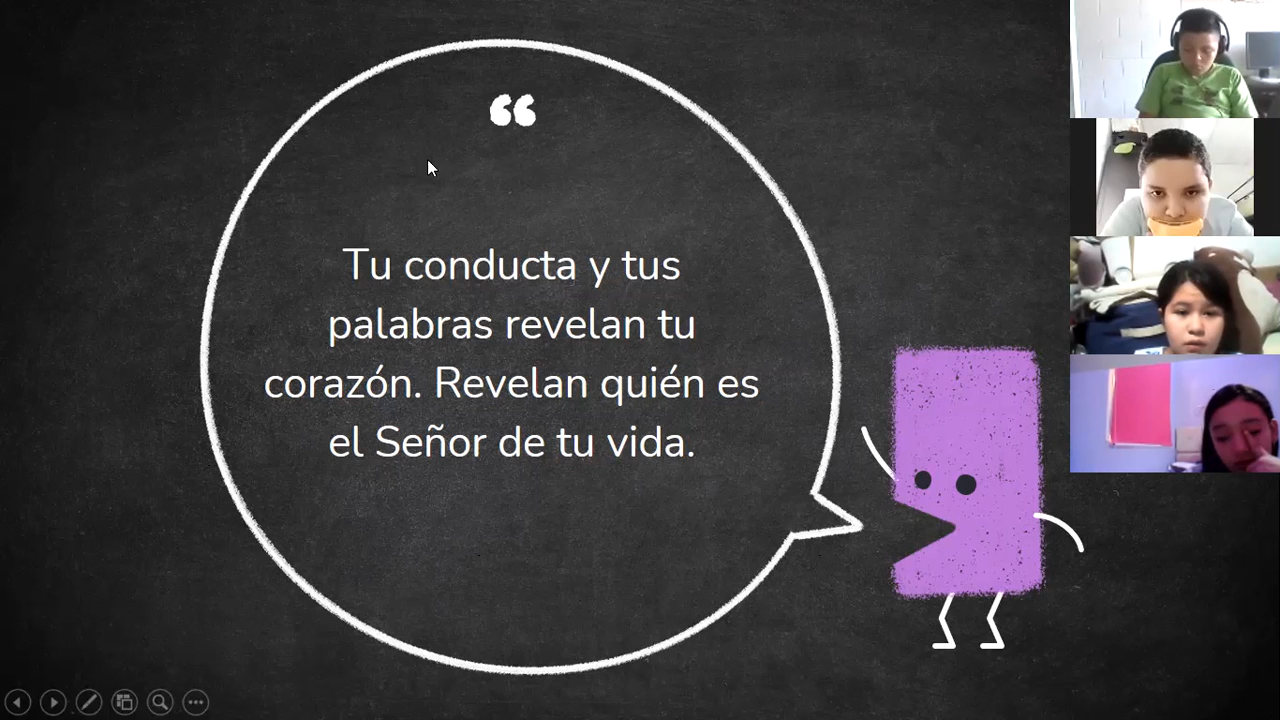 “
Tu conducta y tus
palabras revelan tu
corazón. Revelan quién es
el Señor de tu vida.